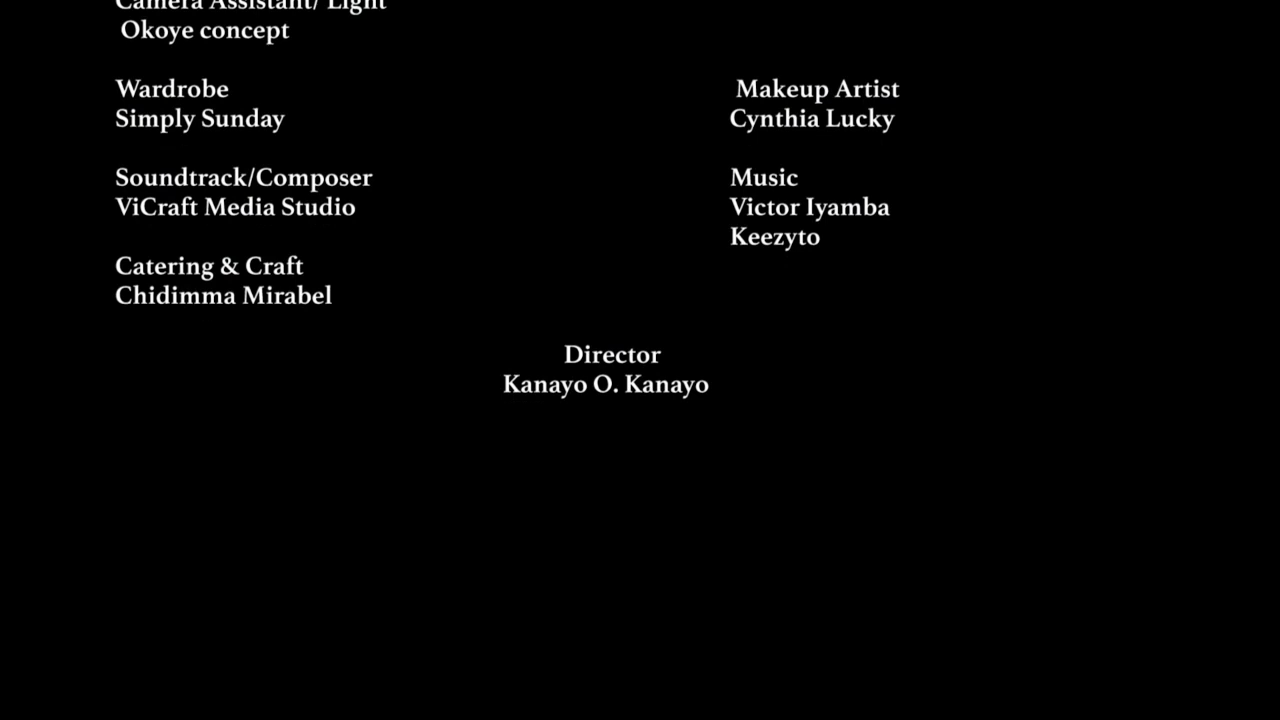 Camera Assistant/ Light
Okoye concept
Wardrobe
Simply Sunday
Makeup Artist
Cynthia Lucky
Soundtrack/Composer
ViCraft Media Studio
Music
Victor Iyamba
Keezyto
Catering & Craft
Chidimma Mirabel
Director
Kanayo O. Kanayo